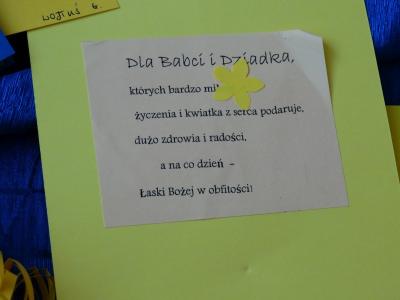 WOJTUŚ 6.
Dla Babci i Dziadka,
których bardzo
życzenia i kwiatka z serca podaruje,
dużo zdrowia i radości,
a na co dzień –
Łaski Bożej w obfitości!